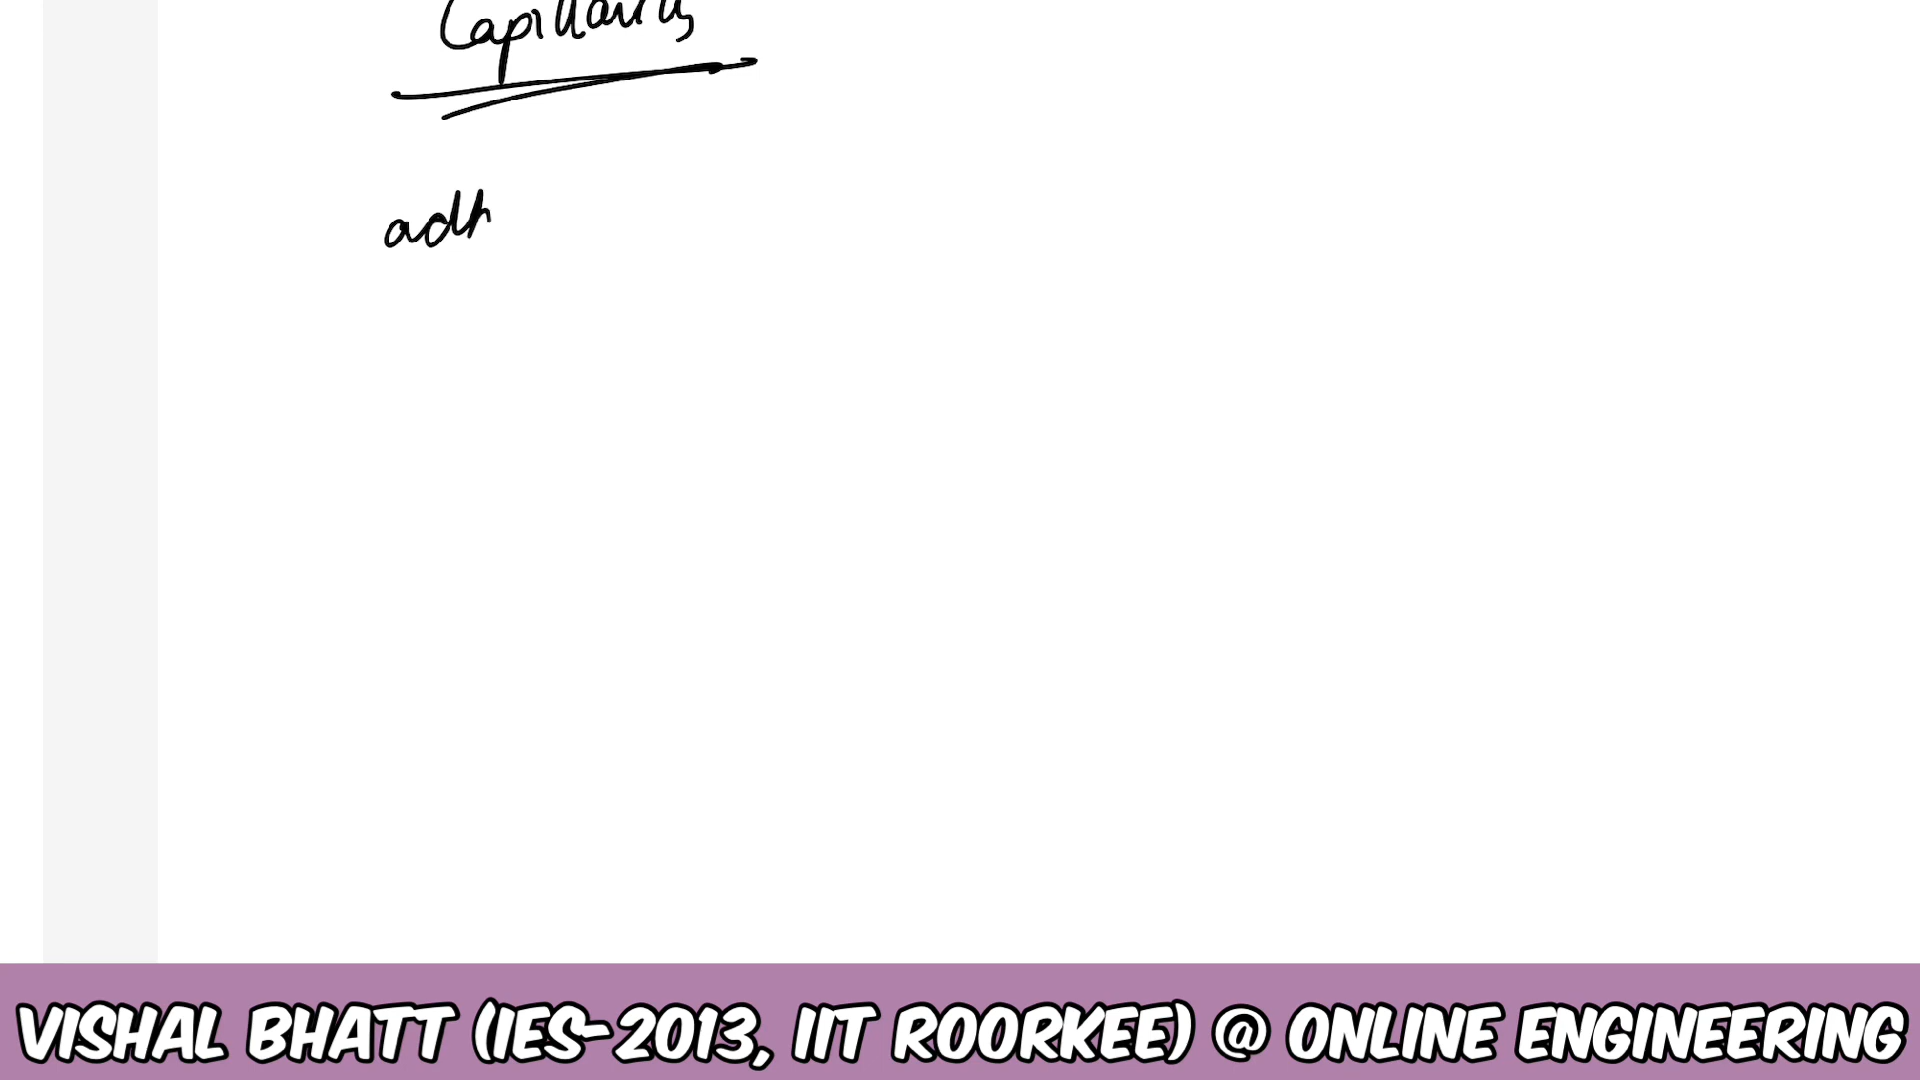 Capillarity
adh
VISHAL BHATT (IES-2013, IIT ROORKEE) @ ONLINE ENGINEERING